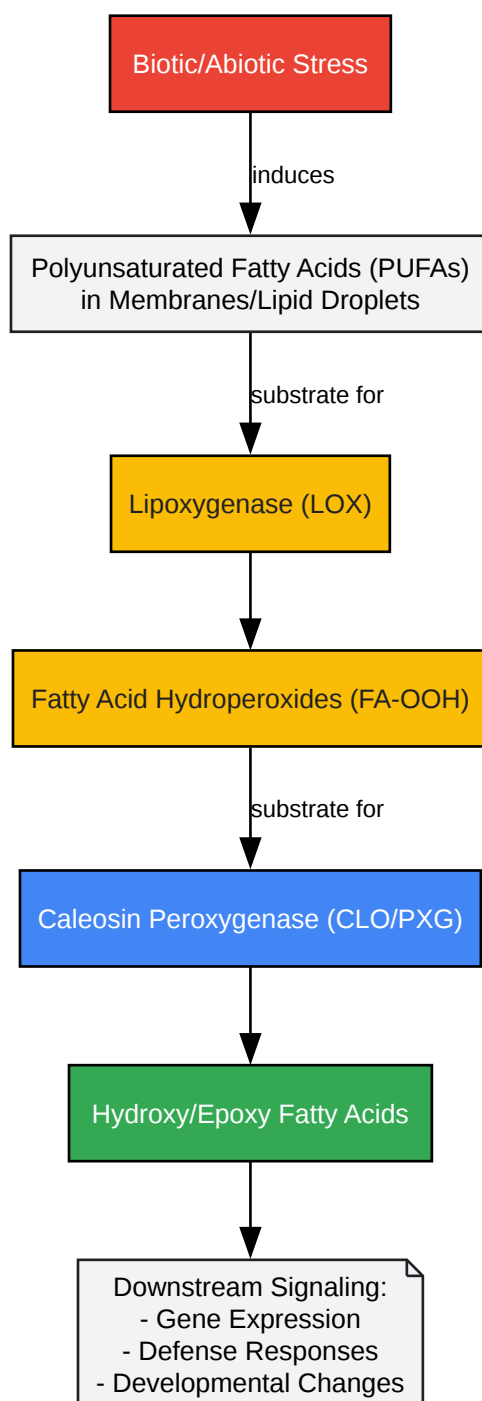 Biotic/Abiotic Stress
induces
Polyunsaturated Fatty Acids (PUFAs)
in Membranes/Lipid Droplets
substrate for
Lipoxygenase (LOX)
Fatty Acid Hydroperoxides (FA-OOH)
substrate for
Caleosin Peroxygenase (CLO/PXG)
Hydroxy/Epoxy Fatty Acids
Downstream Signaling:
- Gene Expression
- Defense Responses
- Developmental Changes